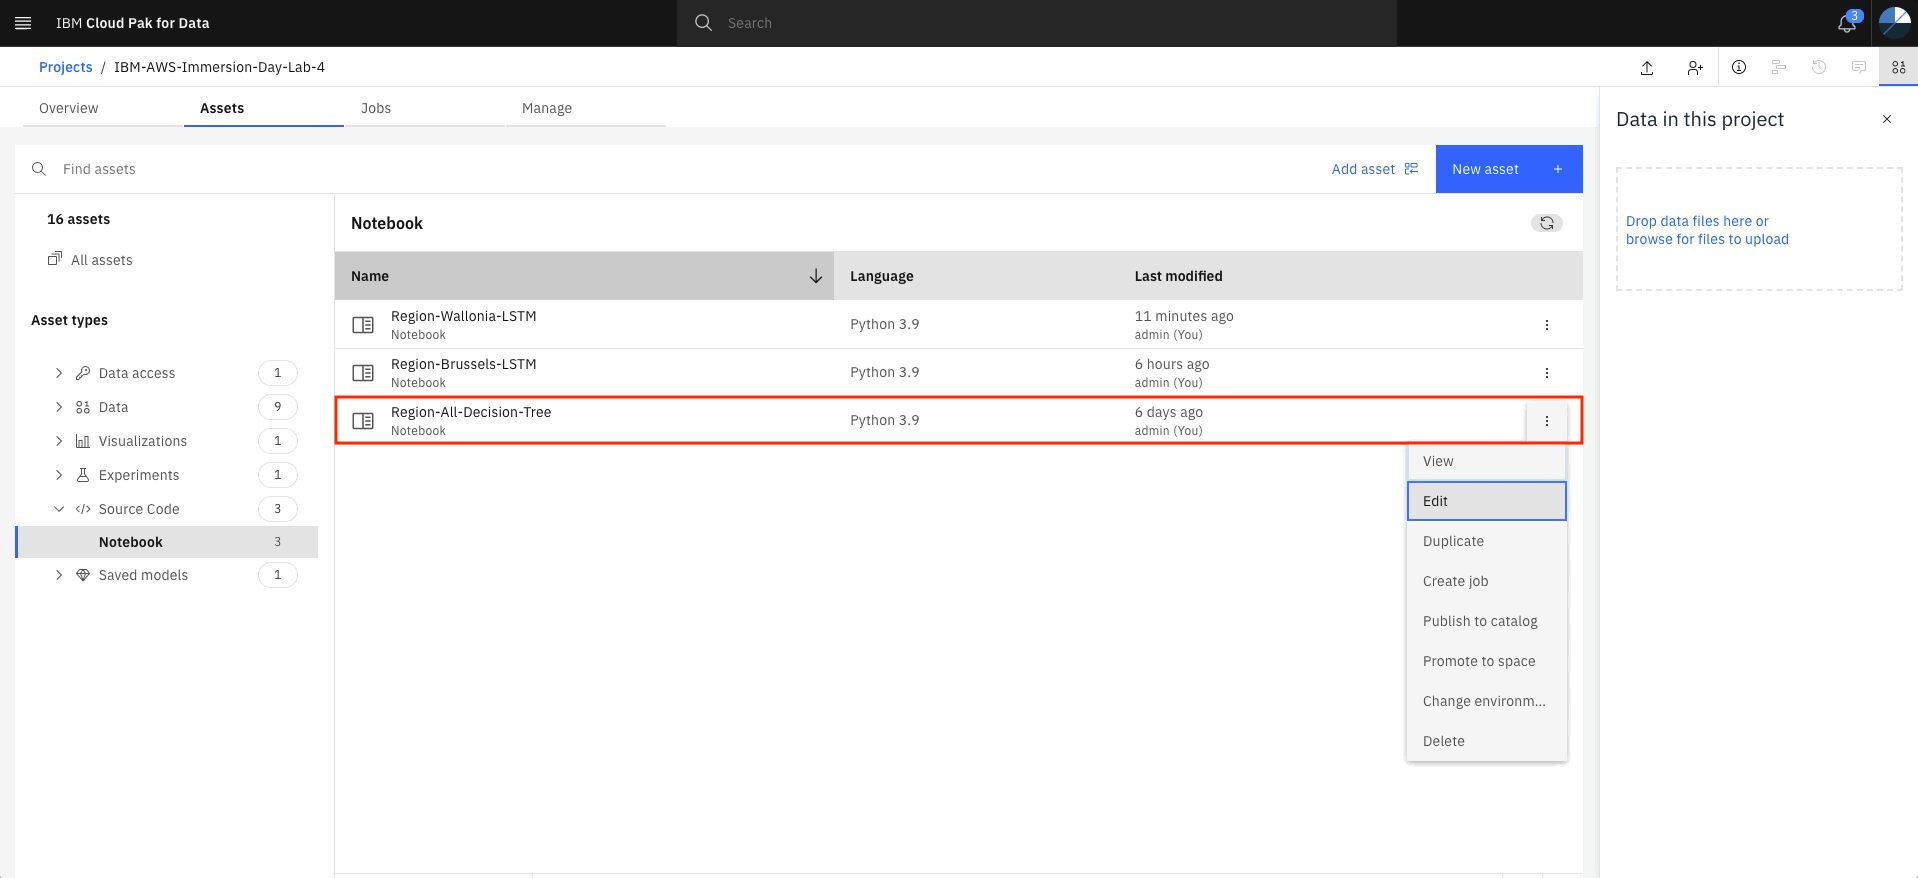 IBM Cloud Pak for Data
Search
3
Projects / IBM-AWS-Immersion-Day-Lab-4
Overview
Assets
Jobs
Manage
Data in this project
Find assets
Add asset
New asset +
Drop data files here or
browse for files to upload
16 assets
All assets
Asset types
Data access 1
Data 9
Visualizations 1
Experiments 1
Source Code 3
Notebook 3
Saved models 1
Notebook
Name
Language
Last modified
Region-Wallonia-LSTM
Notebook
Python 3.9
11 minutes ago
admin (You)
Region-Brussels-LSTM
Notebook
Python 3.9
6 hours ago
admin (You)
Region-All-Decision-Tree
Notebook
Python 3.9
6 days ago
admin (You)
View
Edit
Duplicate
Create job
Publish to catalog
Promote to space
Change environm...
Delete